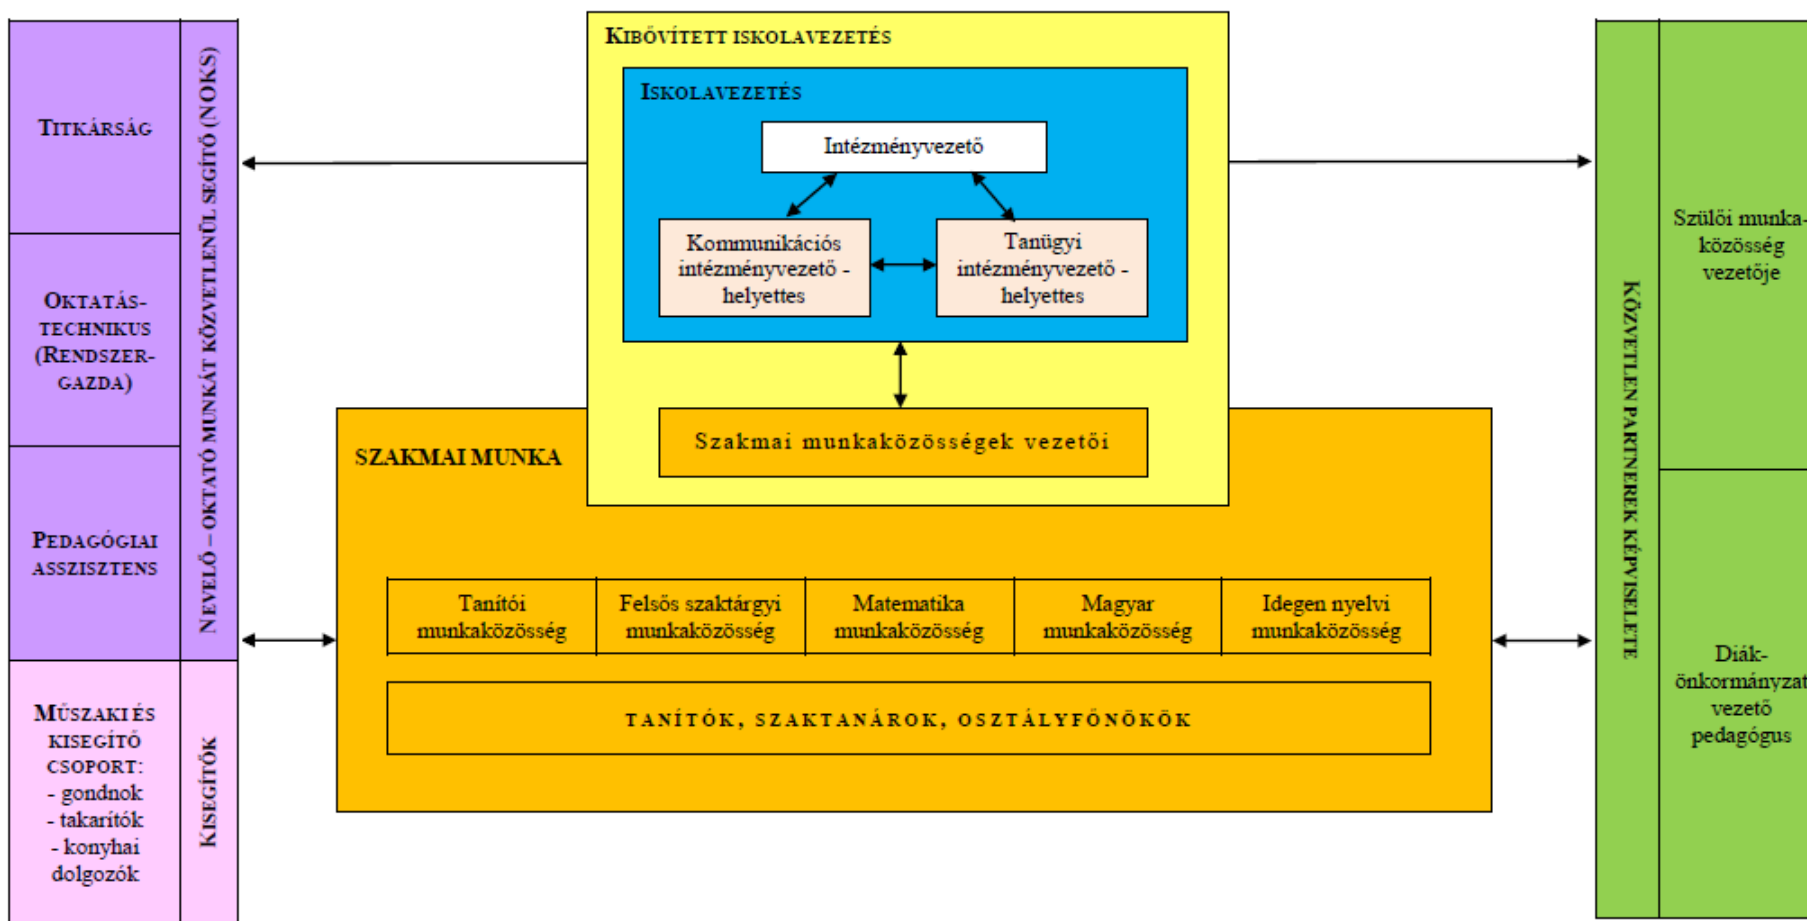 TITKÁRSÁG
OKTATÁS-
TECHNIKUS
(RENDSZER-
GAZDA)
PEDAGÓGIAI
ASSZISZTENS
NEVELŐ – OKTATÓ MUNKÁT KÖZVETLENÜL SEGÍTŐ (NOKS)
MŰSZAKI ÉS
KISEGÍTŐ
CSOPORT:
- gondnok
- takarítók
- konyhai
dolgozók
KISEGÍTŐK
KIBŐVÍTETT ISKOLAVEZETÉS
ISKOLAVEZETÉS
Intézményvezető
Kommunikációs
intézményvezető -
helyettes
Tanügyi
intézményvezető -
helyettes
Szakmai munkaközösségek vezetői
SZAKMAI MUNKA
Tanítói
munkaközösség
Felsős szaktárgyi
munkaközösség
Matematika
munkaközösség
Magyar
munkaközösség
Idegen nyelvi
munkaközösség
TANÍTÓK, SZAKTANÁROK, OSZTÁLYFŐNÖKÖK
KÖZVETLEN PARTNEREK KÉPVISELETE
Szülői munka-
közösség
vezetője
Diák-
önkormányzat
vezető
pedagógus